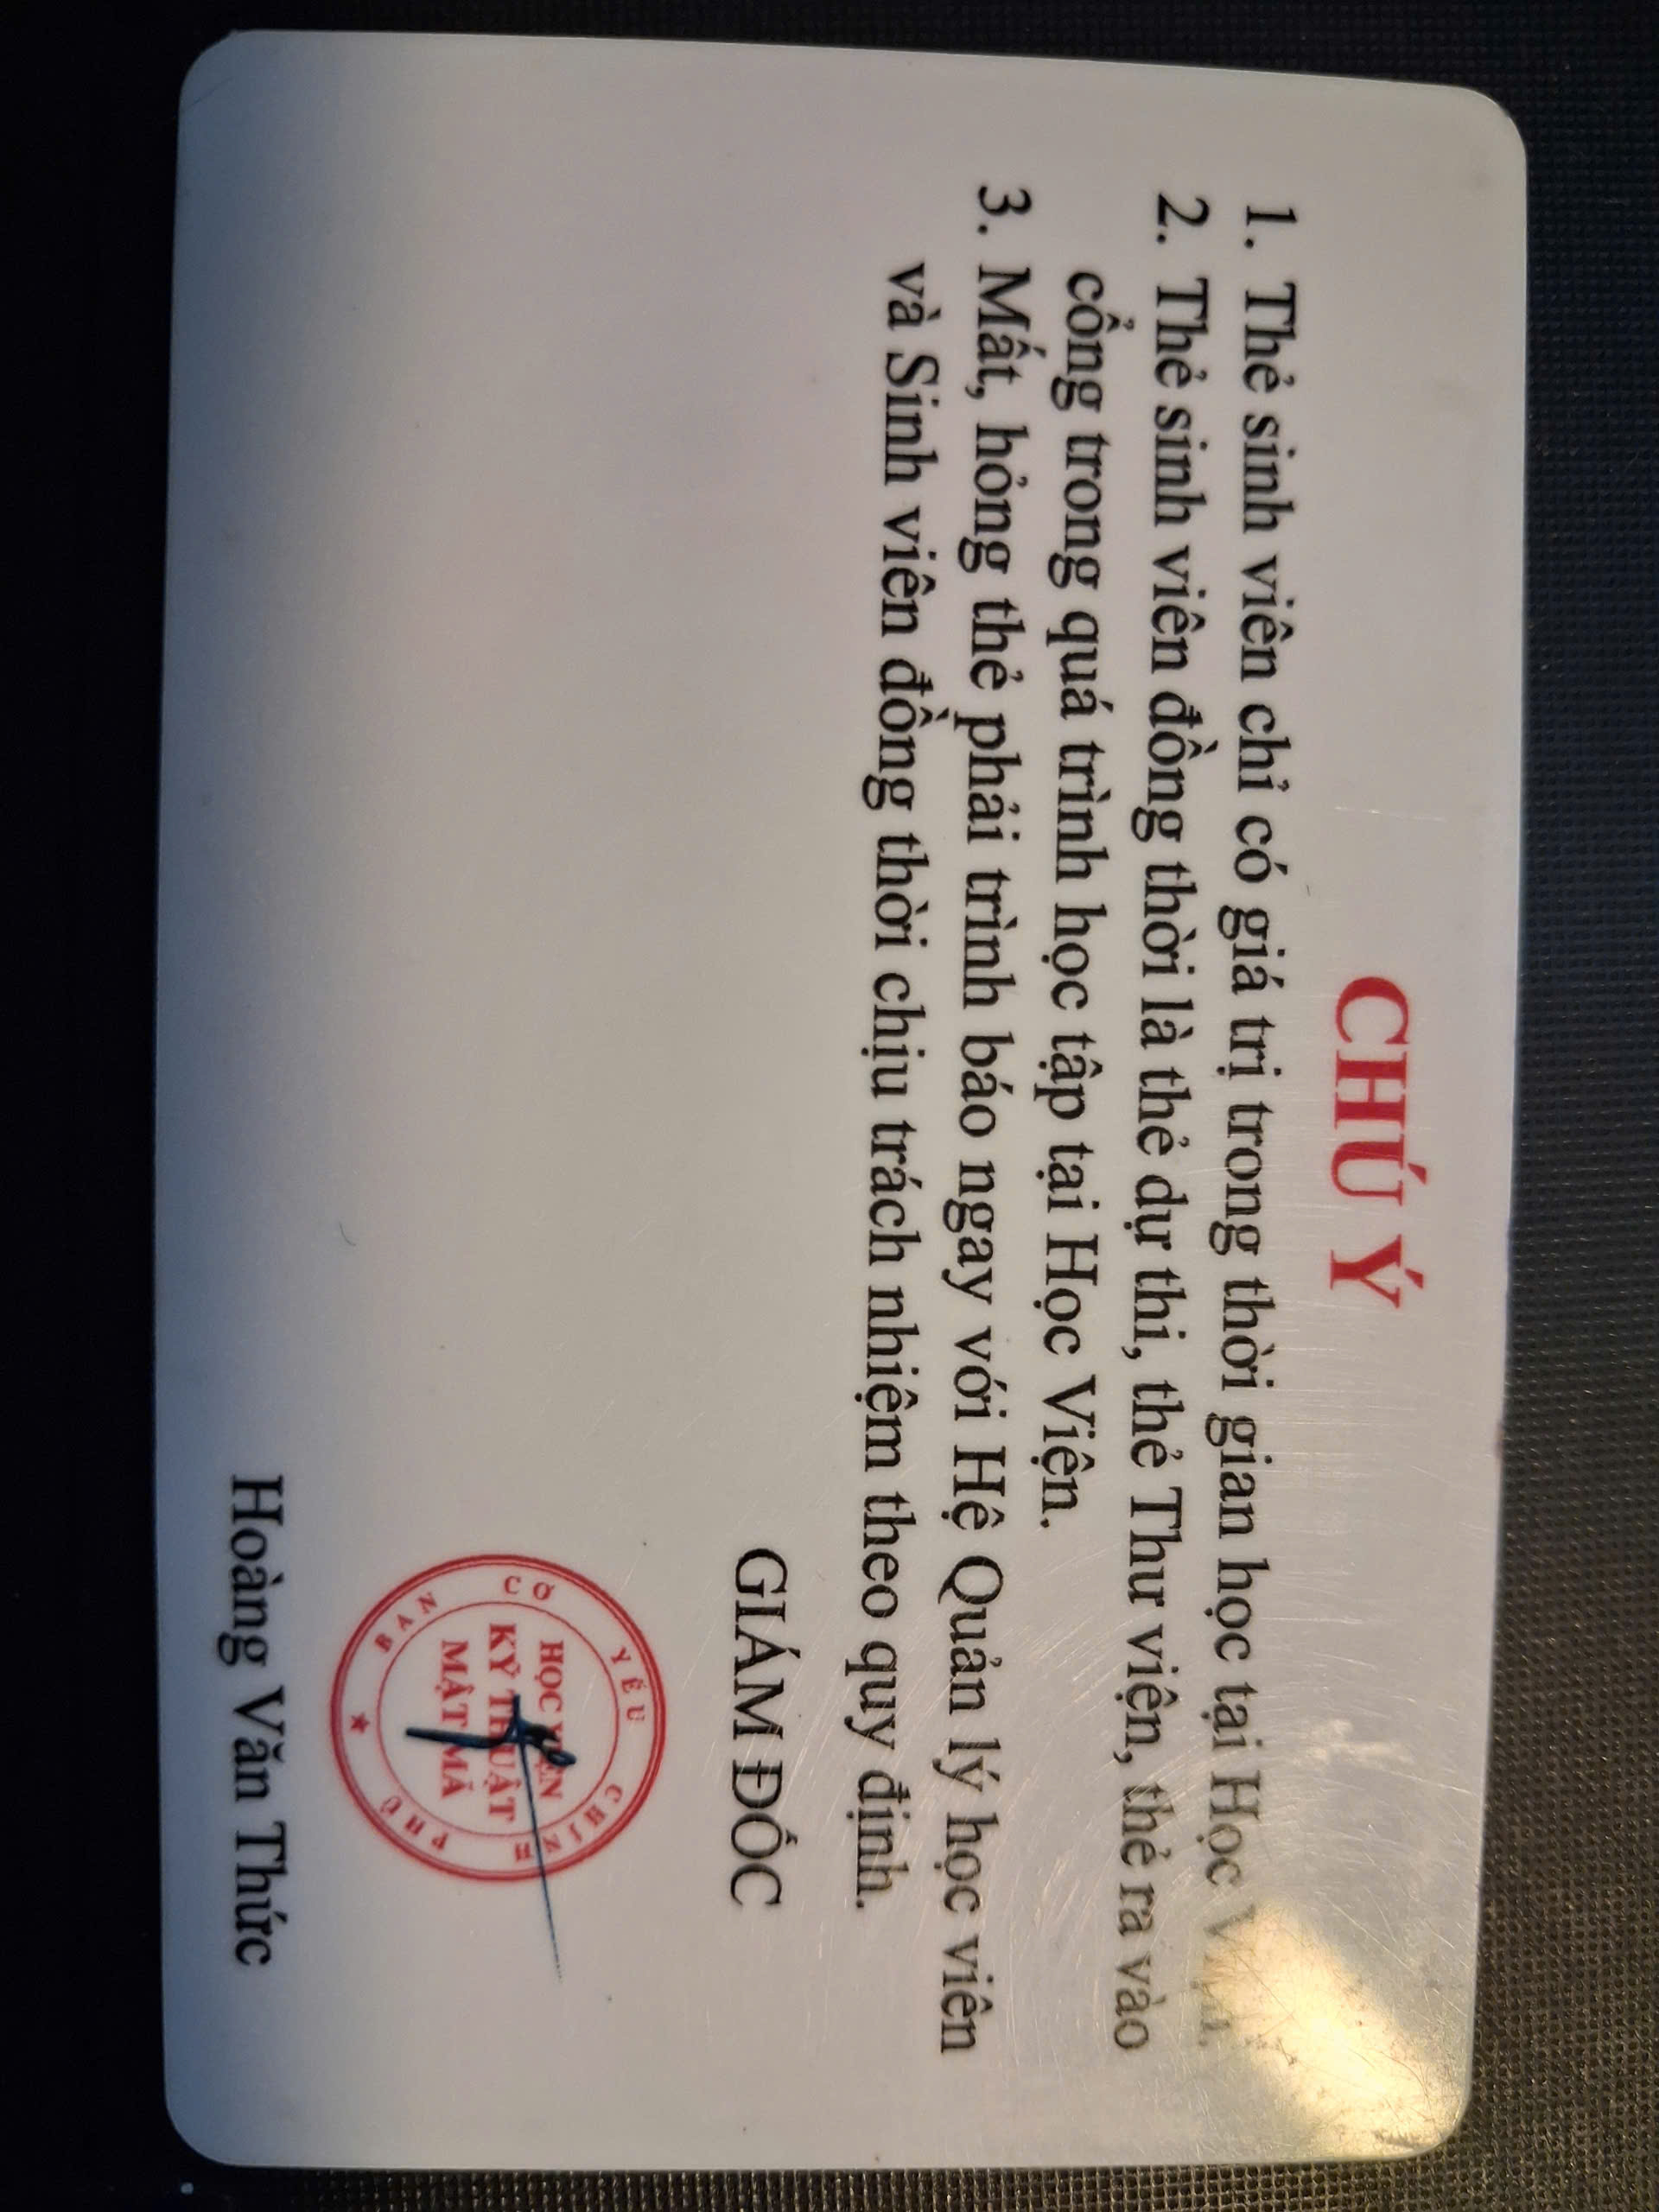 CHÚ Ý
1. Thẻ sinh viên chỉ có giá trị trong thời gian học tại Học
2. Thẻ sinh viên đồng thời là thẻ dự thi, thẻ Thư viện, thẻ ra vào
cổng trong quá trình học tập tại Học Viện.
3. Mất, hỏng thẻ phải trình báo ngay với Hệ Quản lý học viên
và Sinh viên đồng thời chịu trách nhiệm theo quy định.
GIÁM ĐỐC
BAN CƠ YẾU CHÍNH PHỦ
HỌC VIỆN
KỸ THUẬT
MẬT MÃ
Hoàng Văn Thức